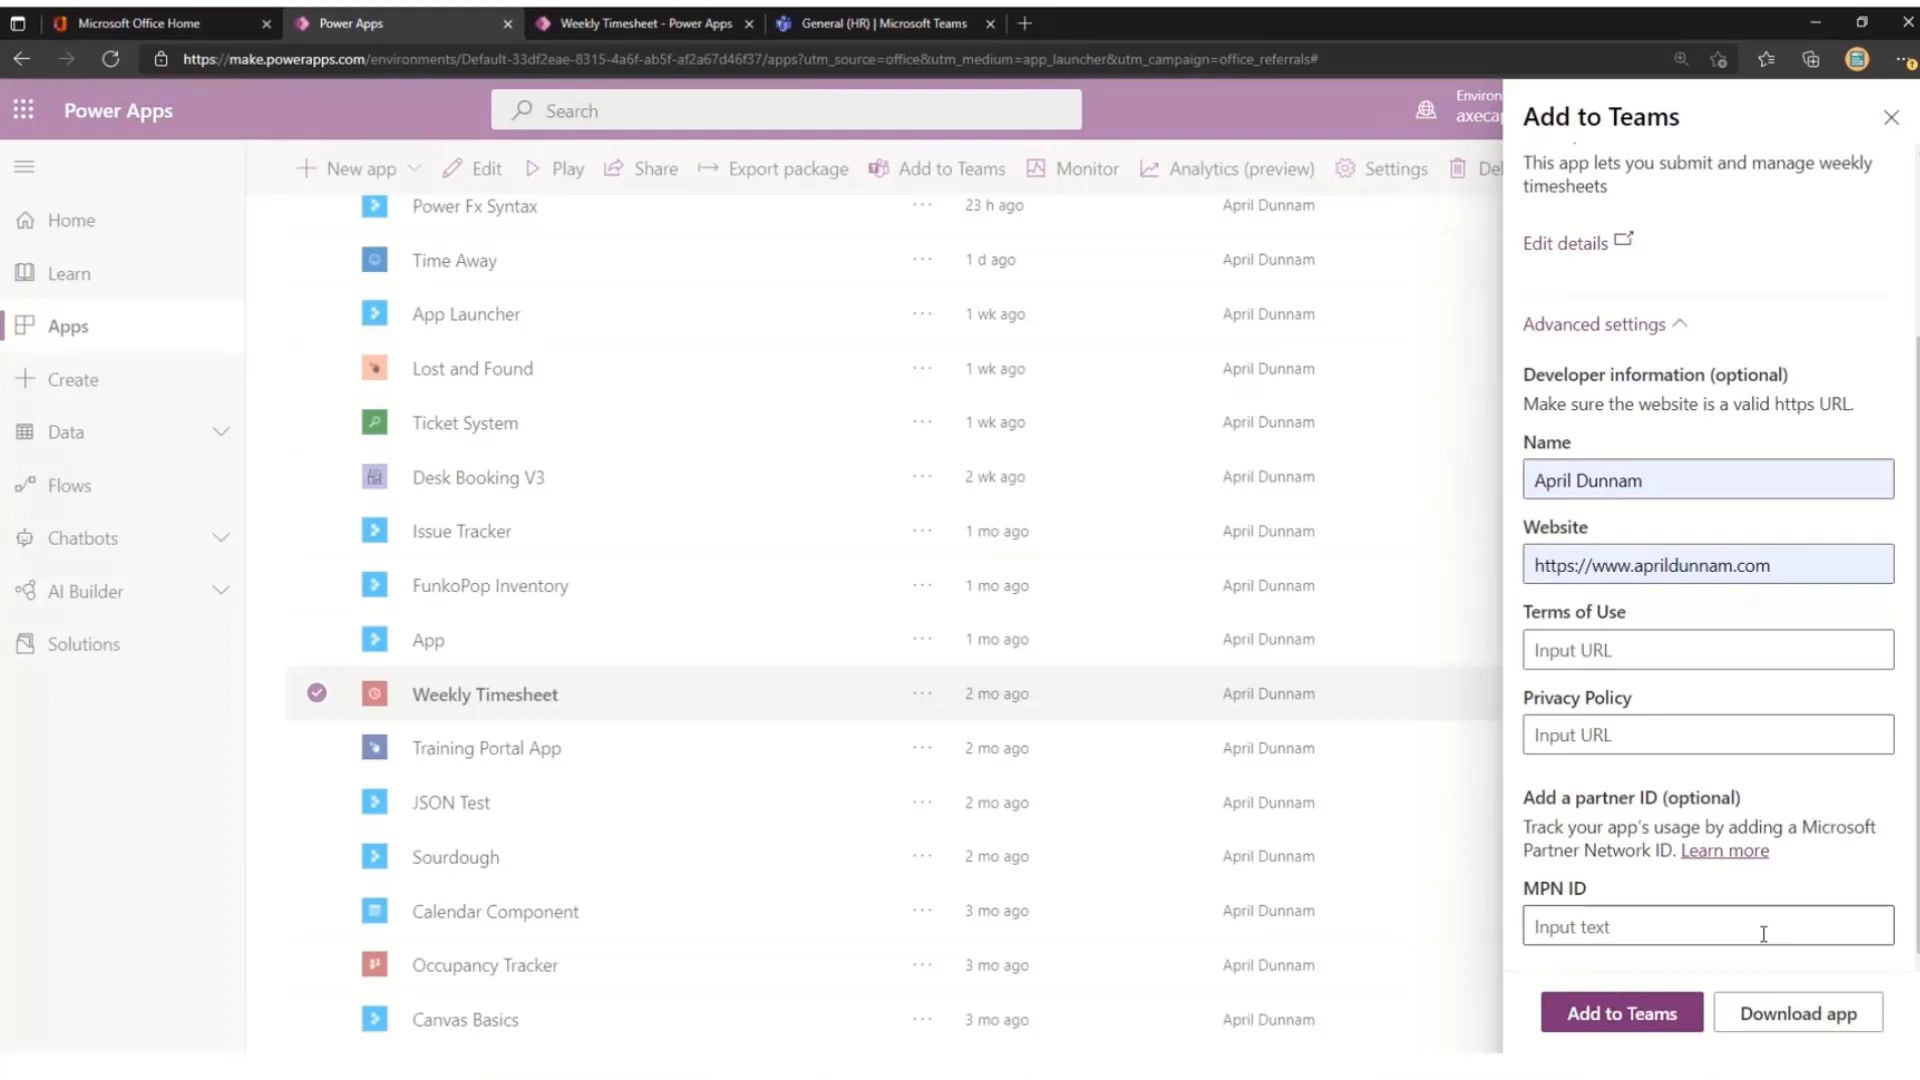 Microsoft Office Home
Power Apps
Weekly Timesheet - Power Apps
General (HR) | Microsoft Teams
https://make.powerapps.com/environments/Default-33df2eae-8315-4a6f-ab5f-af2a67d46f37/apps?utm_source=office&utm_medium=app_launcher&utm_campaign=office_referrals#
Power Apps
Search
Environ
axecap
New app
Edit
Play
Share
Export package
Add to Teams
Monitor
Analytics (preview)
Settings
Del
Home
Learn
Apps
Create
Data
Flows
Chatbots
AI Builder
Solutions
Power Fx Syntax ... 23 h ago April Dunnam
Time Away ... 1 d ago April Dunnam
App Launcher ... 1 wk ago April Dunnam
Lost and Found ... 1 wk ago April Dunnam
Ticket System ... 1 wk ago April Dunnam
Desk Booking V3 ... 2 wk ago April Dunnam
Issue Tracker ... 1 mo ago April Dunnam
FunkoPop Inventory ... 1 mo ago April Dunnam
App ... 1 mo ago April Dunnam
Weekly Timesheet ... 2 mo ago April Dunnam
Training Portal App ... 2 mo ago April Dunnam
JSON Test ... 2 mo ago April Dunnam
Sourdough ... 2 mo ago April Dunnam
Calendar Component ... 3 mo ago April Dunnam
Occupancy Tracker ... 3 mo ago April Dunnam
Canvas Basics ... 3 mo ago April Dunnam
Add to Teams
This app lets you submit and manage weekly
timesheets
Edit details
Advanced settings
Developer information (optional)
Make sure the website is a valid https URL.
Name
April Dunnam
Website
https://www.aprildunnam.com
Terms of Use
Input URL
Privacy Policy
Input URL
Add a partner ID (optional)
Track your app's usage by adding a Microsoft
Partner Network ID. Learn more
MPN ID
Input text
Add to Teams
Download app